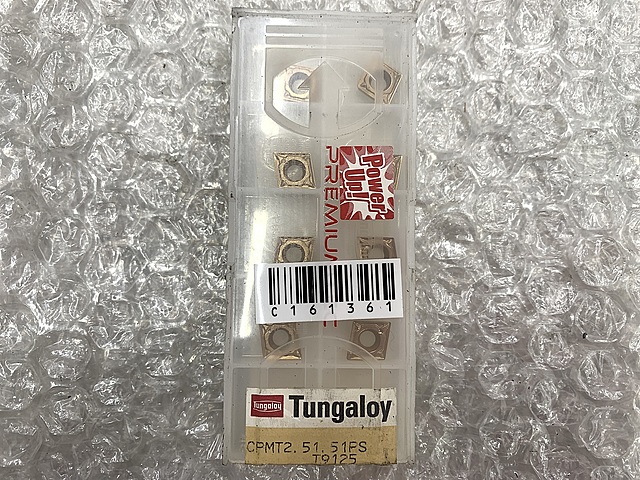 Power
Up!
PREMIUM
C161361
Tungaloy
Tungaloy
CPMT2.51.51PS
T9125